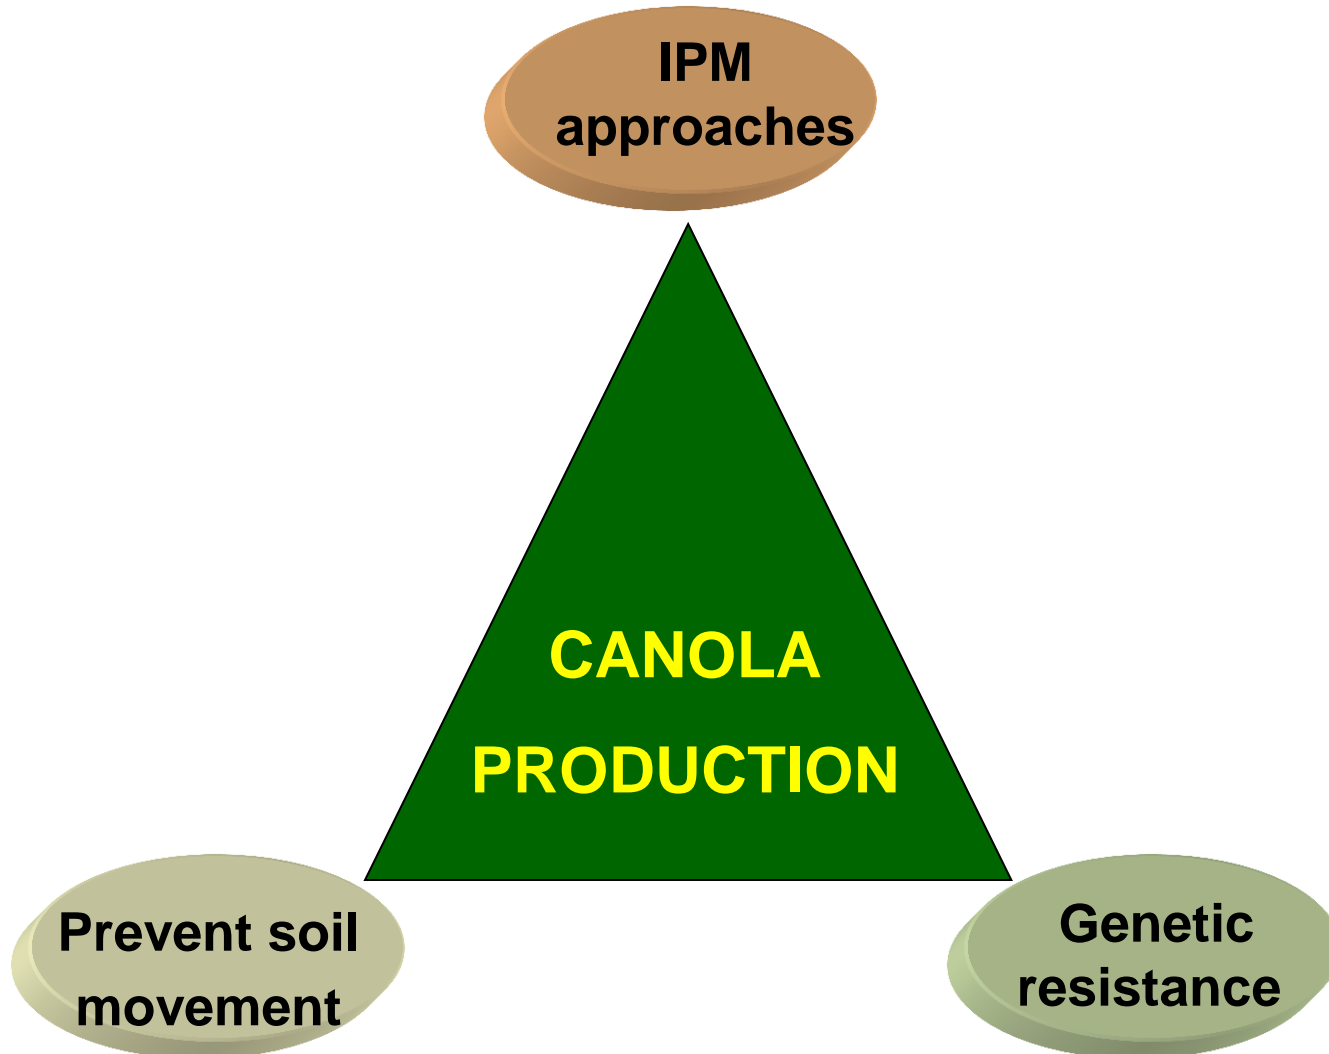 IPM
approaches
CANOLA
PRODUCTION
Prevent soil
movement
Genetic
resistance